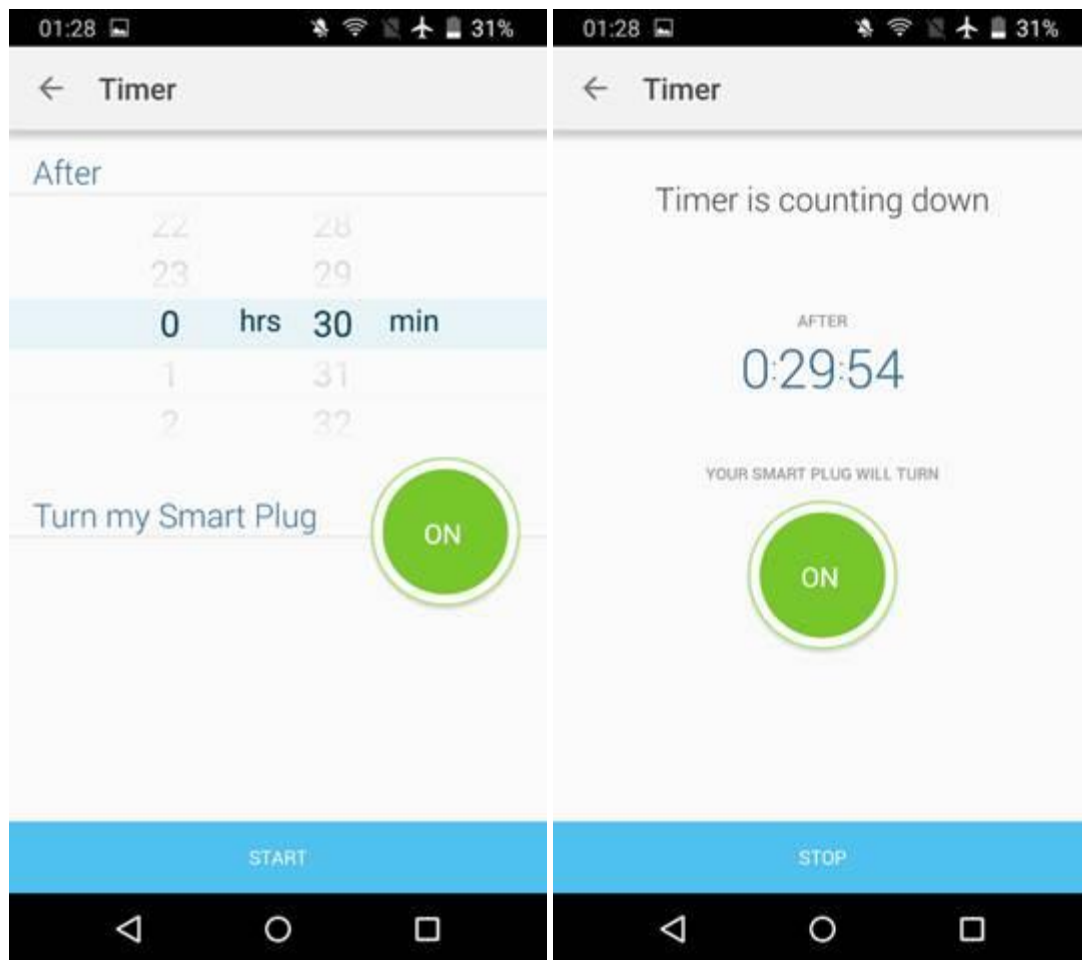 01:28 31%
Timer
After
22 28
23 29
0 hrs 30 min
1 31
2 32
Turn my Smart Plug ON
START
01:28 31%
Timer
Timer is counting down
AFTER
0:29:54
YOUR SMART PLUG WILL TURN
ON
STOP